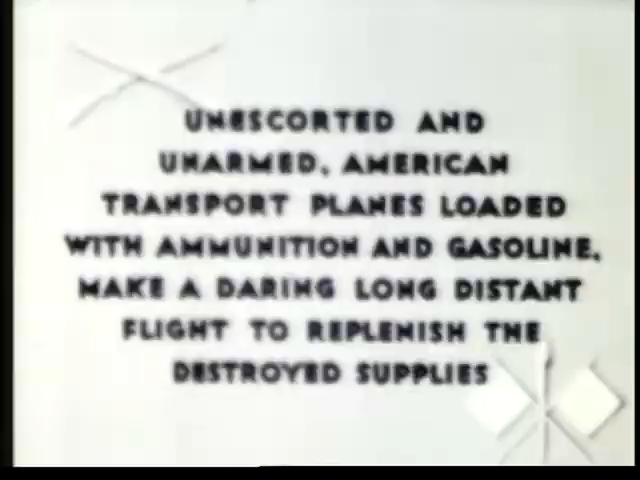 UNESCORTED AND
UNARMED, AMERICAN
TRANSPORT PLANES LOADED
WITH AMMUNITION AND GASOLINE,
MAKE A DARING LONG DISTANT
FLIGHT TO REPLENISH THE
DESTROYED SUPPLIES